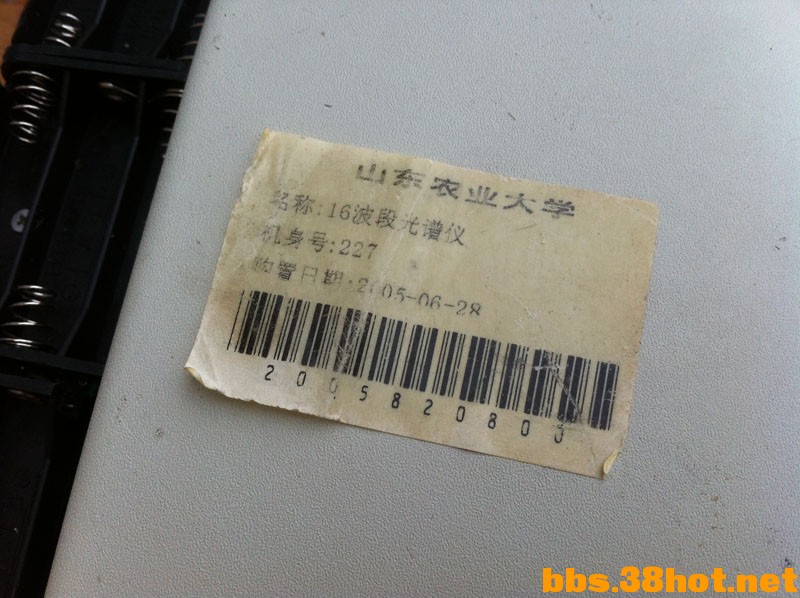 山东农业大学
名称:16波段光谱仪
机身号:227
购置日期:2005-06-28
2005820800
bbs.38hot.net